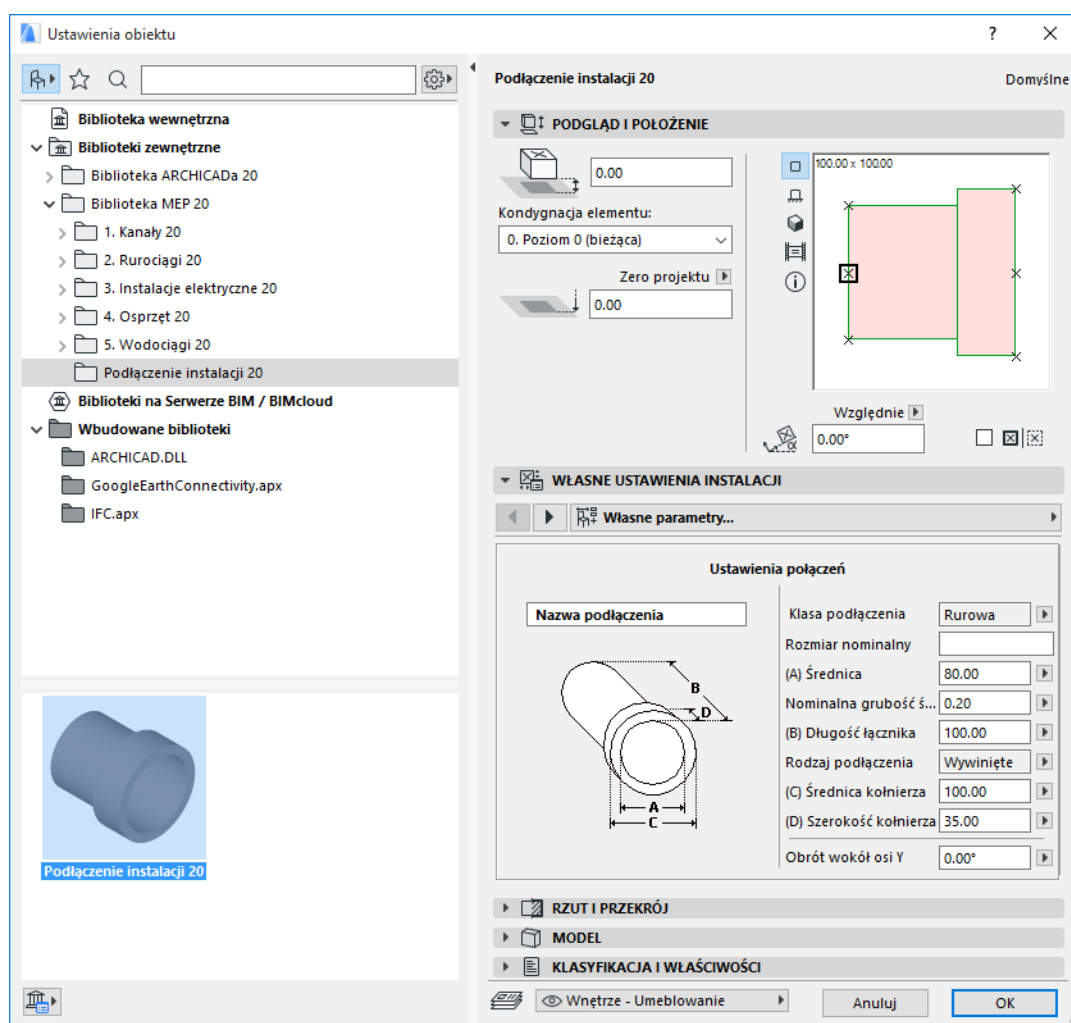 Ustawienia obiektu
?
Biblioteka wewnętrzna
Biblioteki zewnętrzne
Biblioteka ARCHICADa 20
Biblioteka MEP 20
1. Kanały 20
2. Rurociągi 20
3. Instalacje elektryczne 20
4. Osprzęt 20
5. Wodociągi 20
Podłączenie instalacji 20
Biblioteki na Serwerze BIM / BIMcloud
Wbudowane biblioteki
ARCHICAD.DLL
GoogleEarthConnectivity.apx
IFC.apx
Podłączenie instalacji 20
Podłączenie instalacji 20 Domyślne
PODGLĄD I POŁOŻENIE
0.00
Kondygnacja elementu:
0. Poziom 0 (bieżąca)
Zero projektu
0.00
100.00 x 100.00
Względnie
α 0.00°
WŁASNE USTAWIENIA INSTALACJI
Własne parametry...
Ustawienia połączeń
Nazwa podłączenia
B
D
A
C
Klasa podłączenia Rurowa
Rozmiar nominalny
(A) Średnica 80.00
Nominalna grubość ś... 0.20
(B) Długość łącznika 100.00
Rodzaj podłączenia Wywinięte
(C) Średnica kołnierza 100.00
(D) Szerokość kołnierza 35.00
Obrót wokół osi Y 0.00°
RZUT I PRZEKRÓJ
MODEL
KLASYFIKACJA I WŁAŚCIWOŚCI
Wnętrze - Umeblowanie
Anuluj
OK